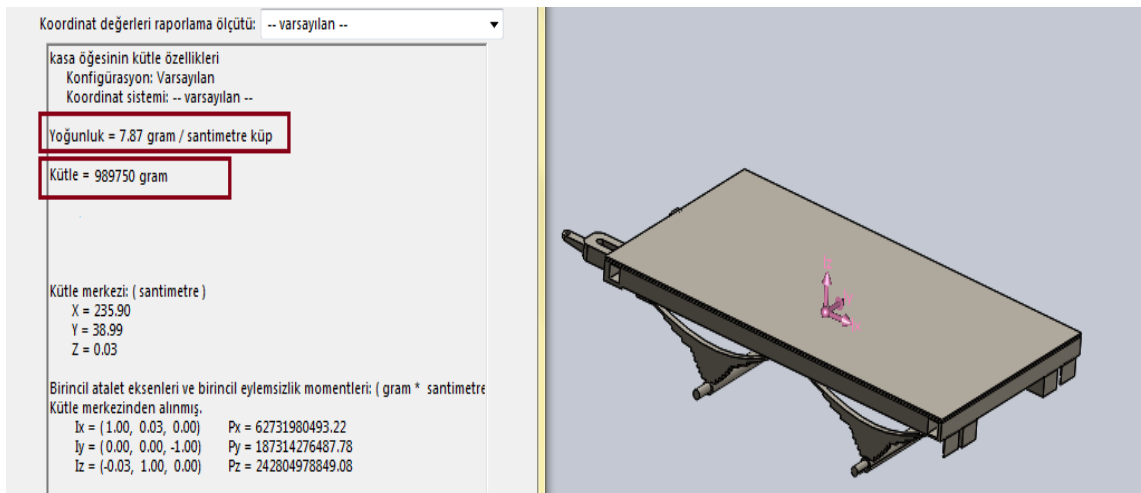 Koordinat değerleri raporlama ölçütü: -- varsayılan --
kasa öğesinin kütle özellikleri
Konfigürasyon: Varsayılan
Koordinat sistemi: -- varsayılan --
Yoğunluk = 7.87 gram / santimetre küp
Kütle = 989750 gram
Kütle merkezi: ( santimetre )
X = 235.90
Y = 38.99
Z = 0.03
Birincil atalet eksenleri ve birincil eylemsizlik momentleri: ( gram * santimetre
Kütle merkezinden alınmış.
Ix = ( 1.00, 0.03, 0.00) Px = 62731980493.22
Iy = ( 0.00, 0.00, -1.00) Py = 187314276487.78
Iz = (-0.03, 1.00, 0.00) Pz = 242804978849.08